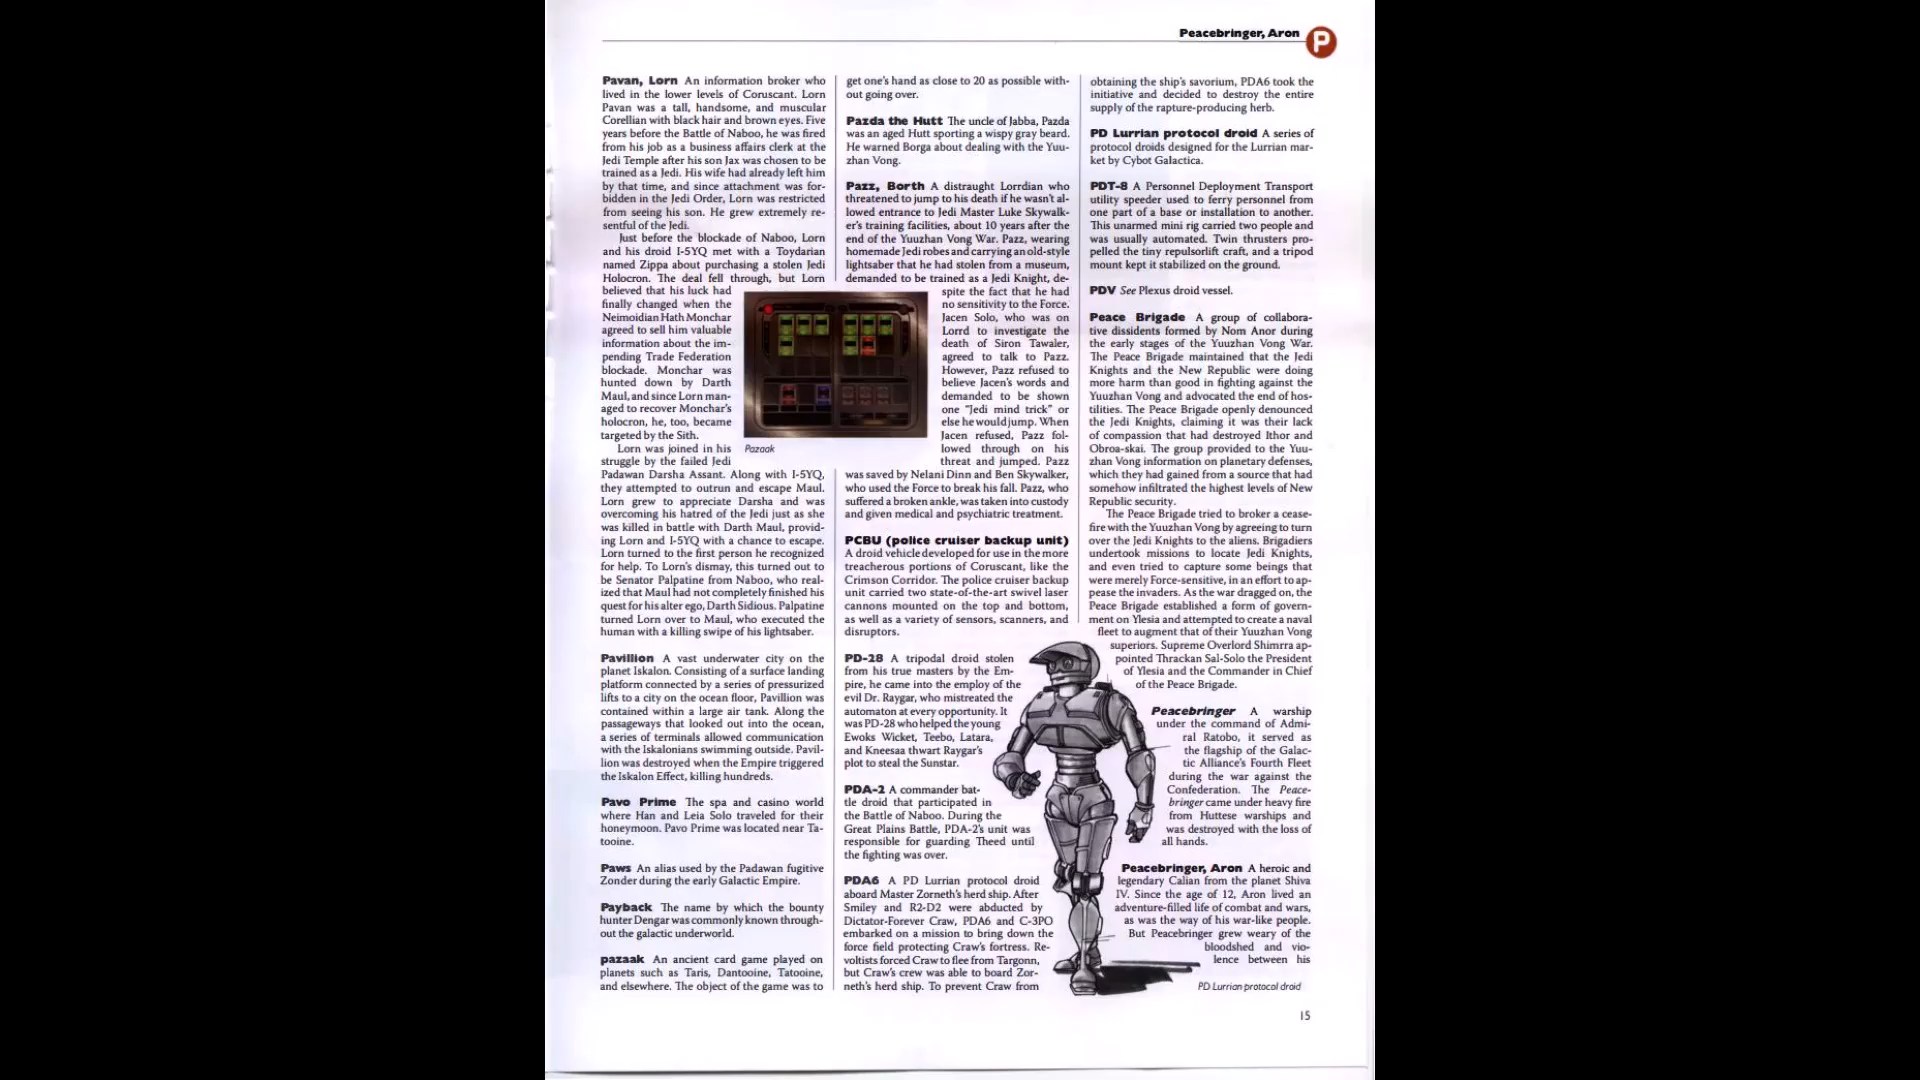 Peacebringer, Aron
P
Pavan, Lorn An information broker who
lived in the lower levels of Coruscant. Lorn
Pavan was a tall, handsome, and muscular
Corellian with black hair and brown eyes. Five
years before the Battle of Naboo, he was fired
from his job as a business affairs clerk at the
Jedi Temple after his son Jax was chosen to be
trained as a Jedi. His wife had already left him
by that time, and since attachment was for-
bidden in the Jedi Order, Lorn was restricted
from seeing his son. He grew extremely re-
sentful of the Jedi.
Just before the blockade of Naboo, Lorn
and his droid I-5YQ met with a Toydarian
named Zippa about purchasing a stolen Jedi
Holocron. The deal fell through, but Lorn
believed that his luck had
finally changed when the
Neimoidian Hath Monchar
agreed to sell him valuable
information about the im-
pending Trade Federation
blockade. Monchar was
hunted down by Darth
Maul, and since Lorn man-
aged to recover Monchar's
holocron, he, too, became
targeted by the Sith.
Lorn was joined in his
struggle by the failed Jedi
Padawan Darsha Assant. Along with I-5YQ,
they attempted to outrun and escape Maul.
Lorn grew to appreciate Darsha and was
overcoming his hatred of the Jedi just as she
was killed in battle with Darth Maul, provid-
ing Lorn and I-5YQ with a chance to escape.
Lorn turned to the first person he recognized
for help. To Lorn's dismay, this turned out to
be Senator Palpatine from Naboo, who real-
ized that Maul had not completely finished his
quest for his alter ego, Darth Sidious. Palpatine
turned Lorn over to Maul, who executed the
human with a killing swipe of his lightsaber.
Pavillion A vast underwater city on the
planet Iskalon. Consisting of a surface landing
platform connected by a series of pressurized
lifts to a city on the ocean floor, Pavillion was
contained within a large air tank. Along the
passageways that looked out into the ocean,
a series of terminals allowed communication
with the Iskalonians swimming outside. Pavil-
lion was destroyed when the Empire triggered
the Iskalon Effect, killing hundreds.
Pavo Prime The spa and casino world
where Han and Leia Solo traveled for their
honeymoon. Pavo Prime was located near Ta-
tooine.
Paws An alias used by the Padawan fugitive
Zonder during the early Galactic Empire.
Payback The name by which the bounty
hunter Dengar was commonly known through-
out the galactic underworld.
pazaak An ancient card game played on
planets such as Taris, Dantooine, Tatooine,
and elsewhere. The object of the game was to
get one's hand as close to 20 as possible with-
out going over.
Pazda the Hutt The uncle of Jabba, Pazda
was an aged Hutt sporting a wispy gray beard.
He warned Borga about dealing with the Yuu-
zhan Vong.
Pazz, Borth A distraught Lorrdian who
threatened to jump to his death if he wasn't al-
lowed entrance to Jedi Master Luke Skywalk-
er's training facilities, about 10 years after the
end of the Yuuzhan Vong War. Pazz, wearing
homemade Jedi robes and carrying an old-style
lightsaber that he had stolen from a museum,
demanded to be trained as a Jedi Knight, de-
spite the fact that he had
no sensitivity to the Force.
Jacen Solo, who was on
Lorrd to investigate the
death of Siron Tawaler,
agreed to talk to Pazz.
However, Pazz refused to
believe Jacen's words and
demanded to be shown
one "Jedi mind trick" or
else he would jump. When
Jacen refused, Pazz fol-
lowed through on his
threat and jumped. Pazz
Pazaak
was saved by Nelani Dinn and Ben Skywalker,
who used the Force to break his fall. Pazz, who
suffered a broken ankle, was taken into custody
and given medical and psychiatric treatment.
PCBU (police cruiser backup unit)
A droid vehicle developed for use in the more
treacherous portions of Coruscant, like the
Crimson Corridor. The police cruiser backup
unit carried two state-of-the-art swivel laser
cannons mounted on the top and bottom,
as well as a variety of sensors, scanners, and
disruptors.
PD-28 A tripodal droid stolen
from his true masters by the Em-
pire, he came into the employ of the
evil Dr. Raygar, who mistreated the
automaton at every opportunity. It
was PD-28 who helped the young
Ewoks Wicket, Teebo, Latara,
and Kneesaa thwart Raygar's
plot to steal the Sunstar.
PDA-2 A commander bat-
tle droid that participated in
the Battle of Naboo. During the
Great Plains Battle, PDA-2's unit was
responsible for guarding Theed until
the fighting was over.
PDA6 A PD Lurrian protocol droid
aboard Master Zorneth's herd ship. After
Smiley and R2-D2 were abducted by
Dictator-Forever Craw, PDA6 and C-3PO
embarked on a mission to bring down the
force field protecting Craw's fortress. Re-
voltists forced Craw to flee from Targonn,
but Craw's crew was able to board Zor-
neth's herd ship. To prevent Craw from
obtaining the ship's savorium, PDA6 took the
initiative and decided to destroy the entire
supply of the rapture-producing herb.
PD Lurrian protocol droid A series of
protocol droids designed for the Lurrian mar-
ket by Cybot Galactica.
PDT-8 A Personnel Deployment Transport
utility speeder used to ferry personnel from
one part of a base or installation to another.
This unarmed mini rig carried two people and
was usually automated. Twin thrusters pro-
pelled the tiny repulsorlift craft, and a tripod
mount kept it stabilized on the ground.
PDV See Plexus droid vessel.
Peace Brigade A group of collabora-
tive dissidents formed by Nom Anor during
the early stages of the Yuuzhan Vong War.
The Peace Brigade maintained that the Jedi
Knights and the New Republic were doing
more harm than good in fighting against the
Yuuzhan Vong and advocated the end of hos-
tilities. The Peace Brigade openly denounced
the Jedi Knights, claiming it was their lack
of compassion that had destroyed Ithor and
Obroa-skai. The group provided to the Yuu-
zhan Vong information on planetary defenses,
which they had gained from a source that had
somehow infiltrated the highest levels of New
Republic security.
The Peace Brigade tried to broker a cease-
fire with the Yuuzhan Vong by agreeing to turn
over the Jedi Knights to the aliens. Brigadiers
undertook missions to locate Jedi Knights,
and even tried to capture some beings that
were merely Force-sensitive, in an effort to ap-
pease the invaders. As the war dragged on, the
Peace Brigade established a form of govern-
ment on Ylesia and attempted to create a naval
fleet to augment that of their Yuuzhan Vong
superiors. Supreme Overlord Shimrra ap-
pointed Thrackan Sal-Solo the President
of Ylesia and the Commander in Chief
of the Peace Brigade.
Peacebringer A warship
under the command of Admi-
ral Ratobo, it served as
the flagship of the Galac-
tic Alliance's Fourth Fleet
during the war against the
Confederation. The Peace-
bringer came under heavy fire
from Huttese warships and
was destroyed with the loss of
all hands.
Peacebringer, Aron A heroic and
legendary Calian from the planet Shiva
IV. Since the age of 12, Aron lived an
adventure-filled life of combat and wars,
as was the way of his war-like people.
But Peacebringer grew weary of the
bloodshed and vio-
lence between his
PD Lurrian protocol droid
15